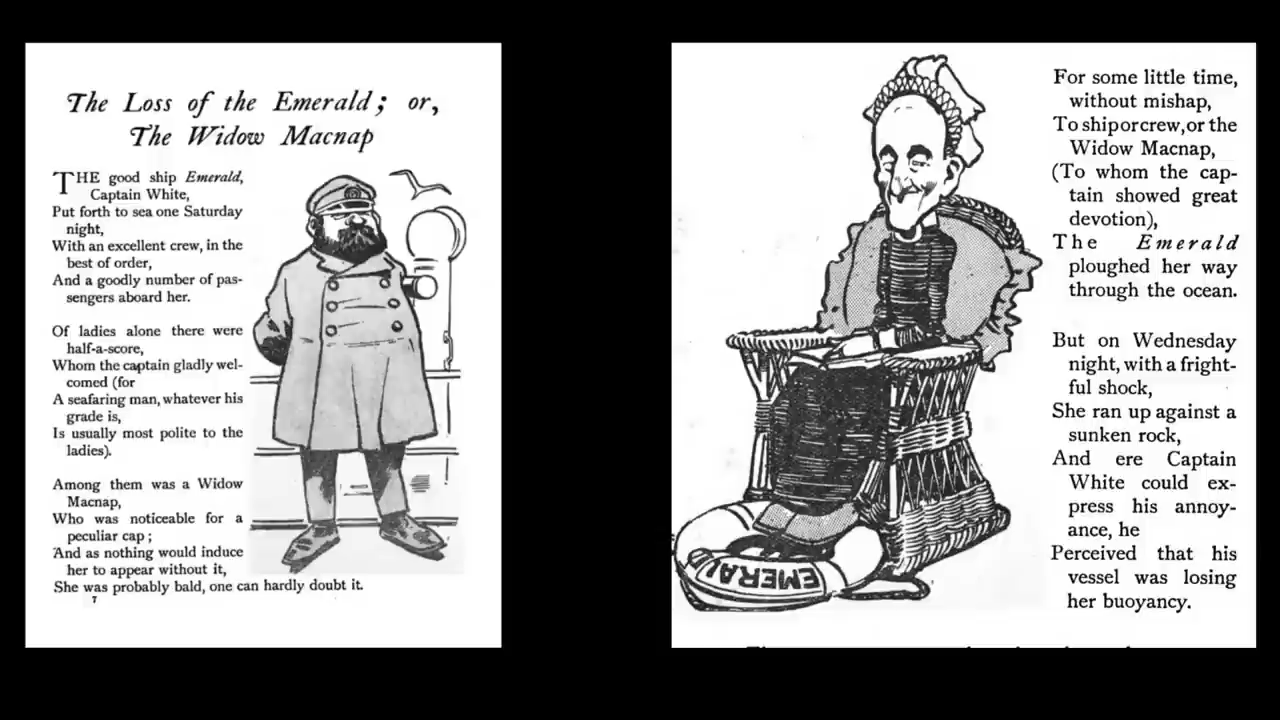 The Loss of the Emerald; or,
The Widow Macnap
THE good ship Emerald,
Captain White,
Put forth to sea one Saturday
night,
With an excellent crew, in the
best of order,
And a goodly number of pas-
sengers aboard her.
Of ladies alone there were
half-a-score,
Whom the captain gladly wel-
comed (for
A seafaring man, whatever his
grade is,
Is usually most polite to the
ladies).
Among them was a Widow
Macnap,
Who was noticeable for a
peculiar cap;
And as nothing would induce
her to appear without it,
She was probably bald, one can hardly doubt it.
7
For some little time,
without mishap,
To ship or crew, or the
Widow Macnap,
(To whom the cap-
tain showed great
devotion),
The Emerald
ploughed her way
through the ocean.
But on Wednesday
night, with a fright-
ful shock,
She ran up against a
sunken rock,
And ere Captain
White could ex-
press his annoy-
ance, he
Perceived that his
vessel was losing
her buoyancy.
EMERAL